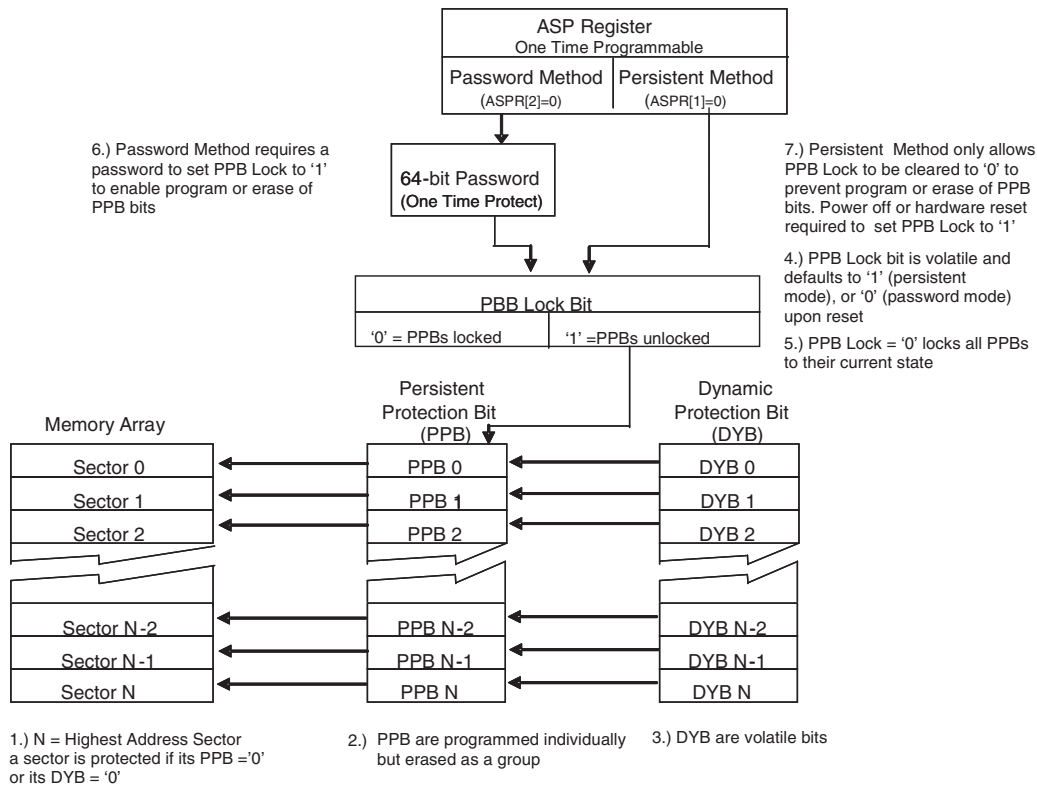 ASP Register
One Time Programmable
Password Method
(ASPR[2]=0)
Persistent Method
(ASPR[1]=0)
6.) Password Method requires a
password to set PPB Lock to ‘1’
to enable program or erase of
PPB bits
64-bit Password
(One Time Protect)
7.) Persistent Method only allows
PPB Lock to be cleared to ‘0’ to
prevent program or erase of PPB
bits. Power off or hardware reset
required to set PPB Lock to ‘1’
4.) PPB Lock bit is volatile and
defaults to ‘1’ (persistent
mode), or ‘0’ (password mode)
upon reset
5.) PPB Lock = ‘0’ locks all PPBs
to their current state
PBB Lock Bit
‘0’ = PPBs locked
‘1’ =PPBs unlocked
Memory Array
Persistent
Protection Bit
(PPB)
Dynamic
Protection Bit
(DYB)
Sector 0
PPB 0
DYB 0
Sector 1
PPB 1
DYB 1
Sector 2
PPB 2
DYB 2
Sector N-2
PPB N-2
DYB N-2
Sector N-1
PPB N-1
DYB N-1
Sector N
PPB N
DYB N
1.) N = Highest Address Sector
a sector is protected if its PPB =‘0’
or its DYB = ‘0’
2.) PPB are programmed individually
but erased as a group
3.) DYB are volatile bits